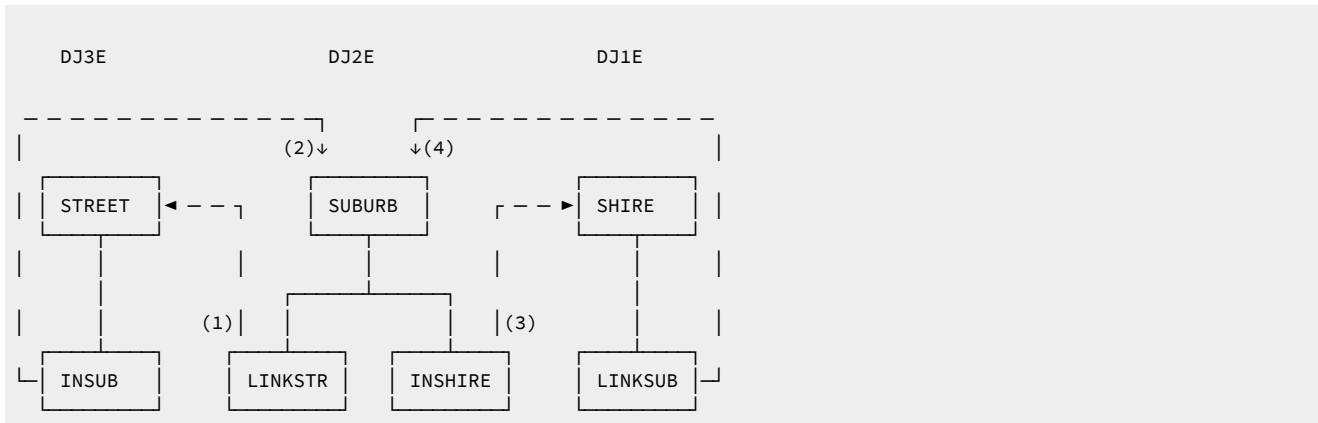 DJ3E DJ2E DJ1E
(2) (4)
STREET SUBURB SHIRE
(1) (3)
INSUB LINKSTR INSHIRE LINKSUB